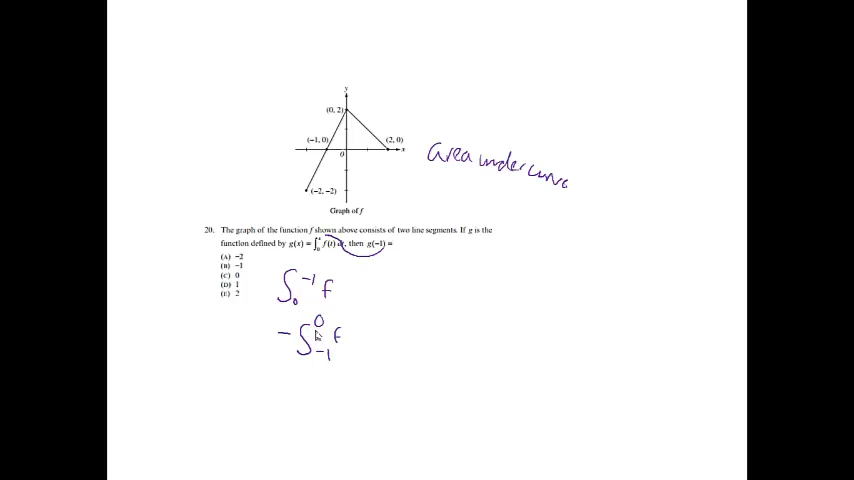 y
(0, 2)
(−1, 0)
(2, 0)
x
0
(−2, −2)
Graph of f
area under curve
20. The graph of the function f shown above consists of two line segments. If g is the
function defined by g(x) = ∫₀ˣ f(t) dt, then g(−1) =
(A) −2
(B) −1
(C) 0
(D) 1
(E) 2
∫₀⁻¹ f
− ∫₋₁⁰ f